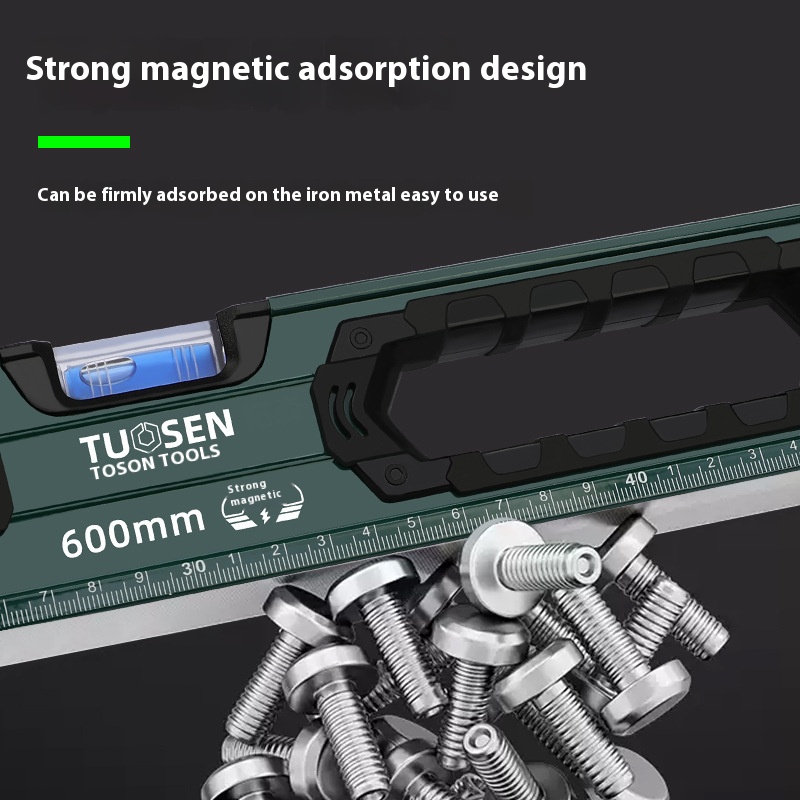 Strong magnetic adsorption design
Can be firmly adsorbed on the iron metal easy to use
TUOSEN
TOSON TOOLS
Strong
magnetic
600mm
7 8 9 30 1 2 3 4 5 6 7 8 9 40 1 2 3 4